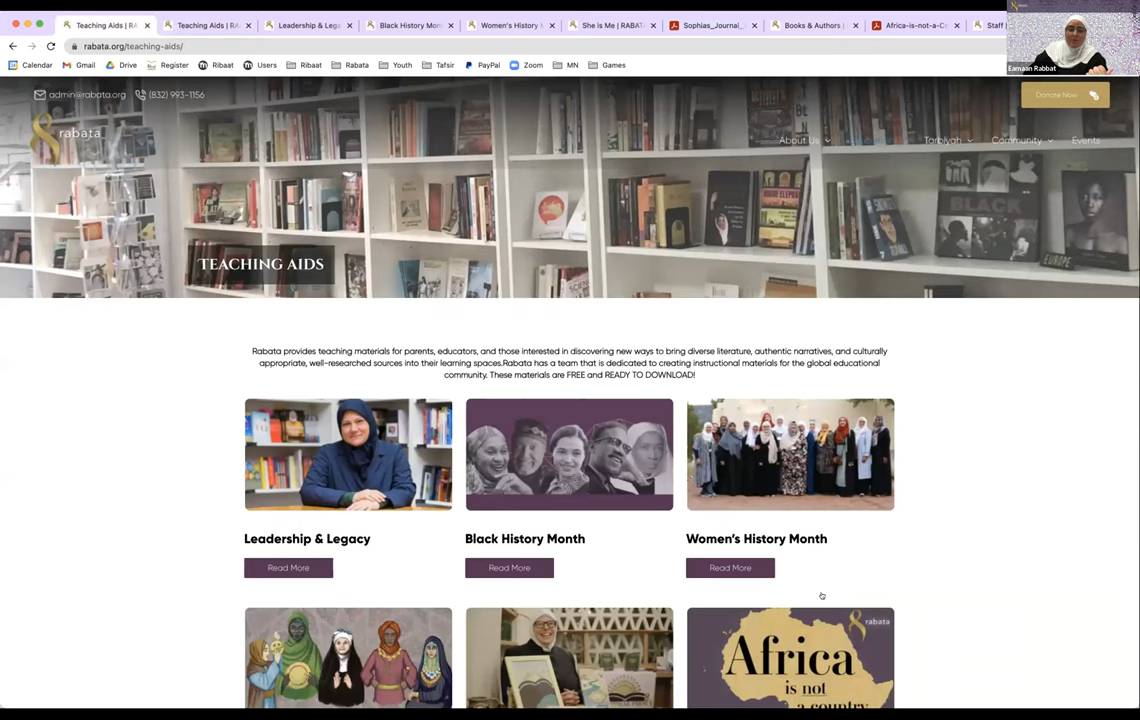 Teaching Aids | RA
Teaching Aids | RA
Leadership & Lega
Black History Mon
Women's History M
She is Me | RABATA
Sophias_Journal_
Books & Authors |
Africa-is-not-a-Co
Staff |
rabata.org/teaching-aids/
Calendar
Gmail
Drive
Register
Ribaat
Users
Ribaat
Rabata
Youth
Tafsir
PayPal
Zoom
MN
Games
Eamaan Rabbat
admin@rabata.org
(832) 993-1156
Donate Now
rabata
About Us
Tarbiyah
Community
Events
BLACK
EUROPE
SCIENCE
TEACHING AIDS
Rabata provides teaching materials for parents, educators, and those interested in discovering new ways to bring diverse literature, authentic narratives, and culturally
appropriate, well-researched sources into their learning spaces.Rabata has a team that is dedicated to creating instructional materials for the global educational
community. These materials are FREE and READY TO DOWNLOAD!
Leadership & Legacy
Black History Month
Women's History Month
Read More
Read More
Read More
rabata
Africa
is not
a country